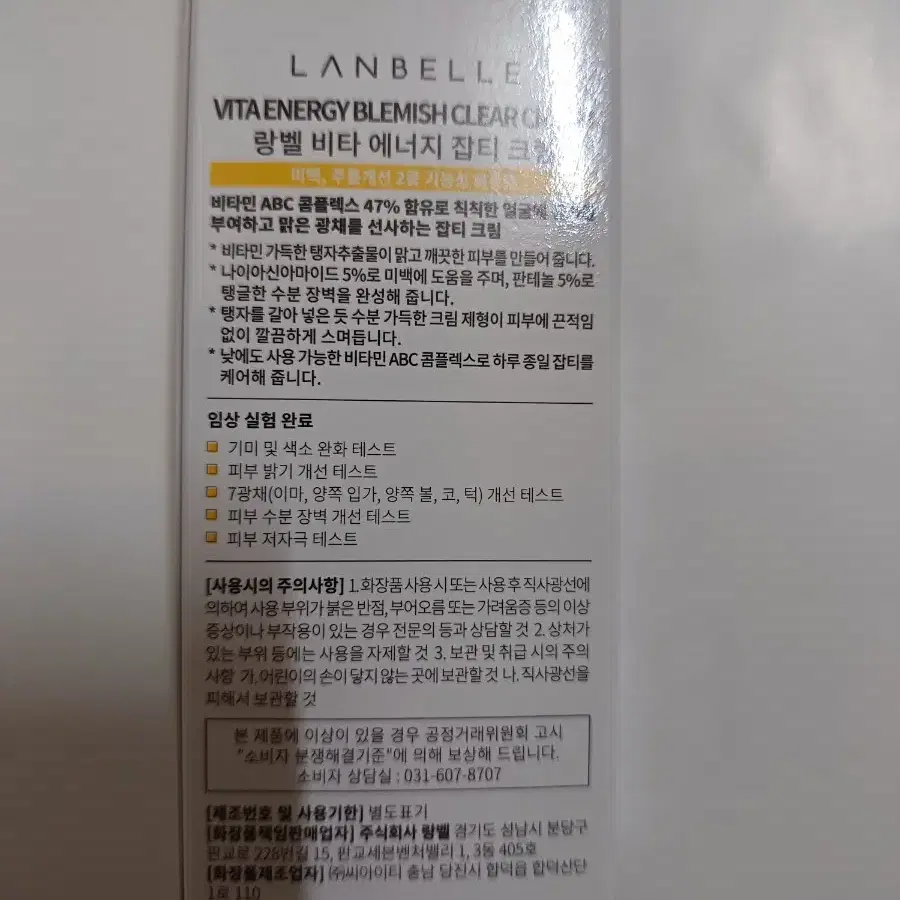 LANBELLE
VITA ENERGY BLEMISH CLEAR
랑벨 비타 에너지 잡티 크림
미백, 주름개선 2중 기능성
비타민 ABC 콤플렉스 47% 함유로 칙칙한 얼굴에
부여하고 맑은 광채를 선사하는 잡티 크림
* 비타민 가득한 탱자추출물이 맑고 깨끗한 피부를 만들어 줍니다.
* 나이아신아마이드 5%로 미백에 도움을 주며, 판테놀 5%로
탱글한 수분 장벽을 완성해 줍니다.
* 탱자를 갈아 넣은 듯 수분 가득한 크림 제형이 피부에 끈적임
없이 깔끔하게 스며듭니다.
* 낮에도 사용 가능한 비타민 ABC 콤플렉스로 하루 종일 잡티를
케어해 줍니다.
임상 실험 완료
기미 및 색소 완화 테스트
피부 밝기 개선 테스트
7광채(이마, 양쪽 입가, 양쪽 볼, 코, 턱) 개선 테스트
피부 수분 장벽 개선 테스트
피부 저자극 테스트
[사용시의 주의사항] 1. 화장품 사용 시 또는 사용 후 직사광선에
의하여 사용 부위가 붉은 반점, 부어오름 또는 가려움증 등의 이상
증상이나 부작용이 있는 경우 전문의 등과 상담할 것 2. 상처가
있는 부위 등에는 사용을 자제할 것 3. 보관 및 취급 시의 주의
사항 가. 어린이의 손이 닿지 않는 곳에 보관할 것 나. 직사광선을
피해서 보관할 것
본 제품에 이상이 있을 경우 공정거래위원회 고시
"소비자 분쟁해결기준"에 의해 보상해 드립니다.
소비자 상담실 : 031-607-8707
[제조번호 및 사용기한] 별도표기
[화장품책임판매업자] 주식회사 랑벨 경기도 성남시 분당구
판교로 228번길 15, 판교세븐벤처밸리 1, 3동 405호
[화장품제조업자] (주)씨아이티 충남 당진시 합덕읍 합덕산단
1로 110